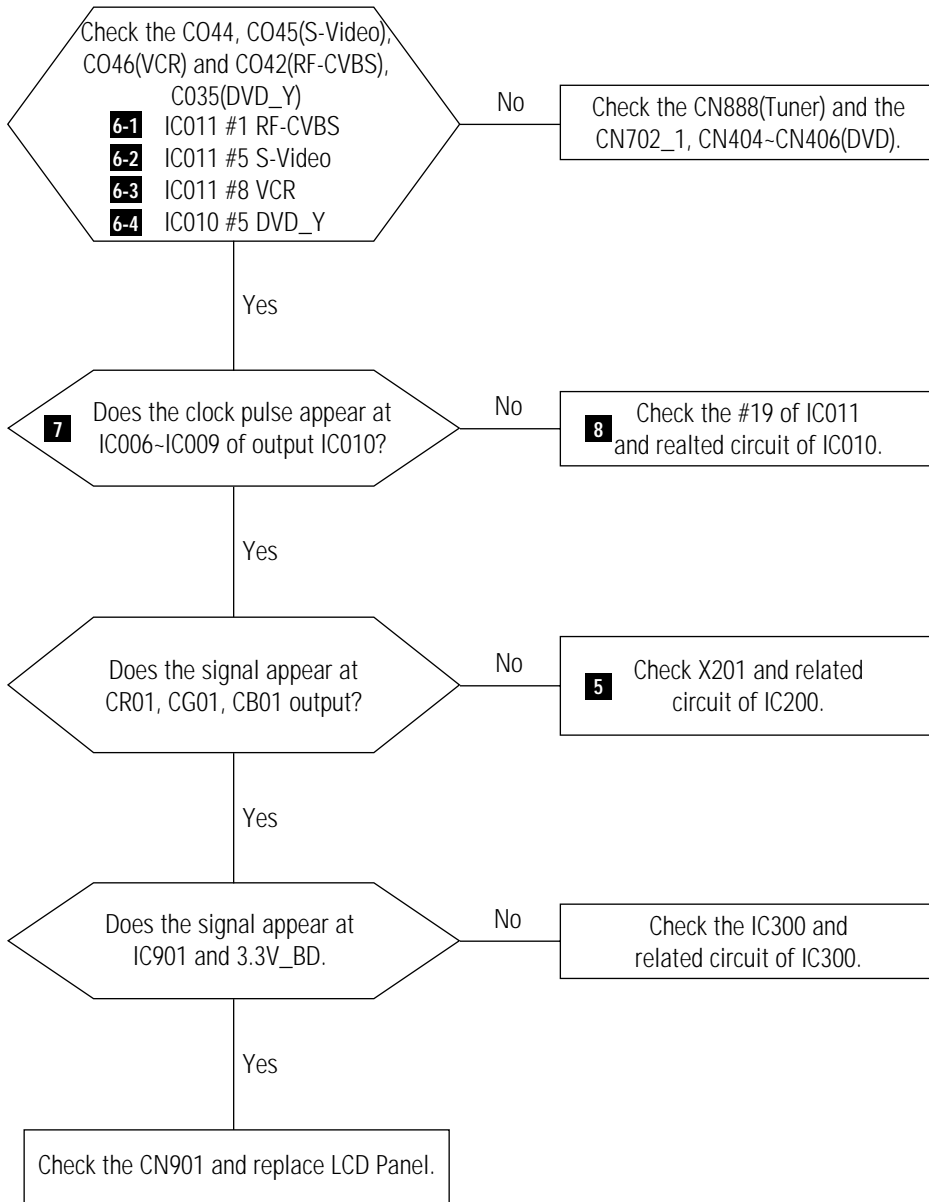 Check the CO44, CO45(S-Video),
CO46(VCR) and CO42(RF-CVBS),
C035(DVD_Y)
6-1 IC011 #1 RF-CVBS
6-2 IC011 #5 S-Video
6-3 IC011 #8 VCR
6-4 IC010 #5 DVD_Y
No
Check the CN888(Tuner) and the
CN702_1, CN404~CN406(DVD).
Yes
7 Does the clock pulse appear at
IC006~IC009 of output IC010?
No
8 Check the #19 of IC011
and realted circuit of IC010.
Yes
Does the signal appear at
CR01, CG01, CB01 output?
No
5 Check X201 and related
circuit of IC200.
Yes
Does the signal appear at
IC901 and 3.3V_BD.
No
Check the IC300 and
related circuit of IC300.
Yes
Check the CN901 and replace LCD Panel.